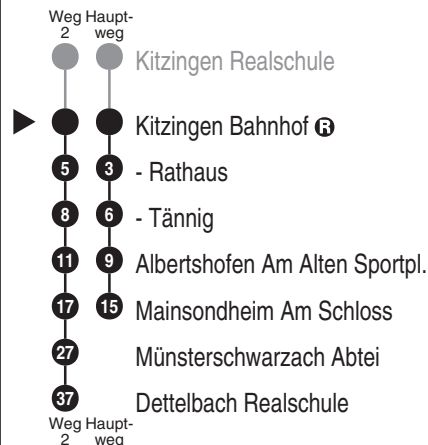 Weg Haupt-
2 weg
Kitzingen Realschule
Kitzingen Bahnhof R
5 3 - Rathaus
8 6 - Tännig
11 9 Albertshofen Am Alten Sportpl.
17 15 Mainsondheim Am Schloss
27 Münsterschwarzach Abtei
37 Dettelbach Realschule
Weg Haupt-
2 weg